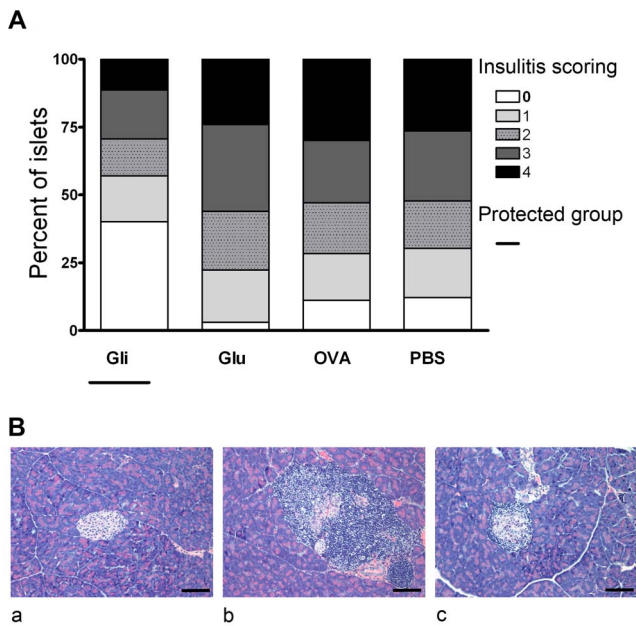 A
Percent of islets
100
75
50
25
0
Gli
Glu
OVA
PBS
Insulitis scoring
0
1
2
3
4
Protected group
B
a
b
c